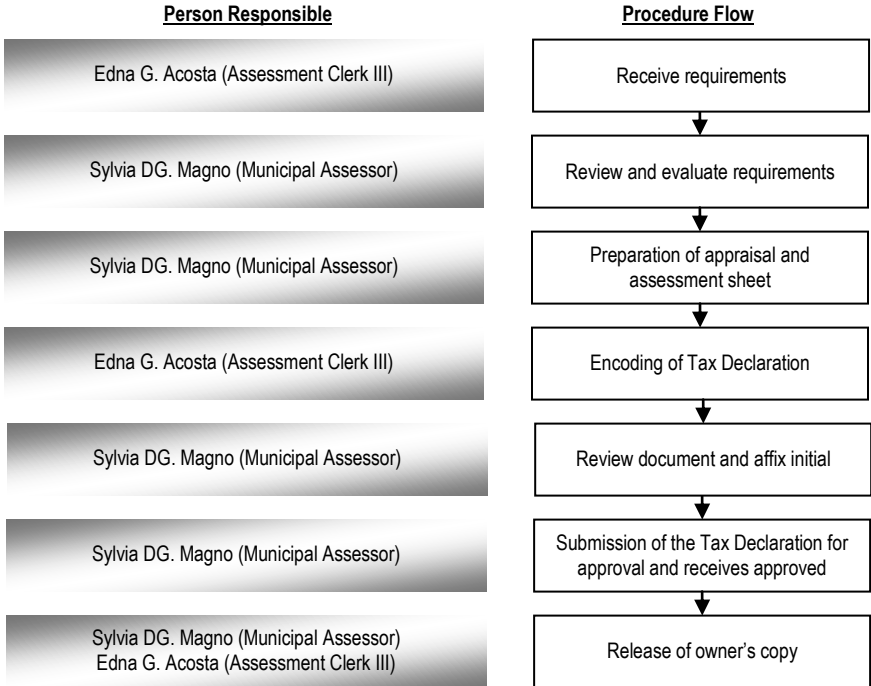 Person Responsible
Procedure Flow
Edna G. Acosta (Assessment Clerk III)
Receive requirements
Sylvia DG. Magno (Municipal Assessor)
Review and evaluate requirements
Sylvia DG. Magno (Municipal Assessor)
Preparation of appraisal and
assessment sheet
Edna G. Acosta (Assessment Clerk III)
Encoding of Tax Declaration
Sylvia DG. Magno (Municipal Assessor)
Review document and affix initial
Sylvia DG. Magno (Municipal Assessor)
Submission of the Tax Declaration for
approval and receives approved
Sylvia DG. Magno (Municipal Assessor)
Edna G. Acosta (Assessment Clerk III)
Release of owner’s copy